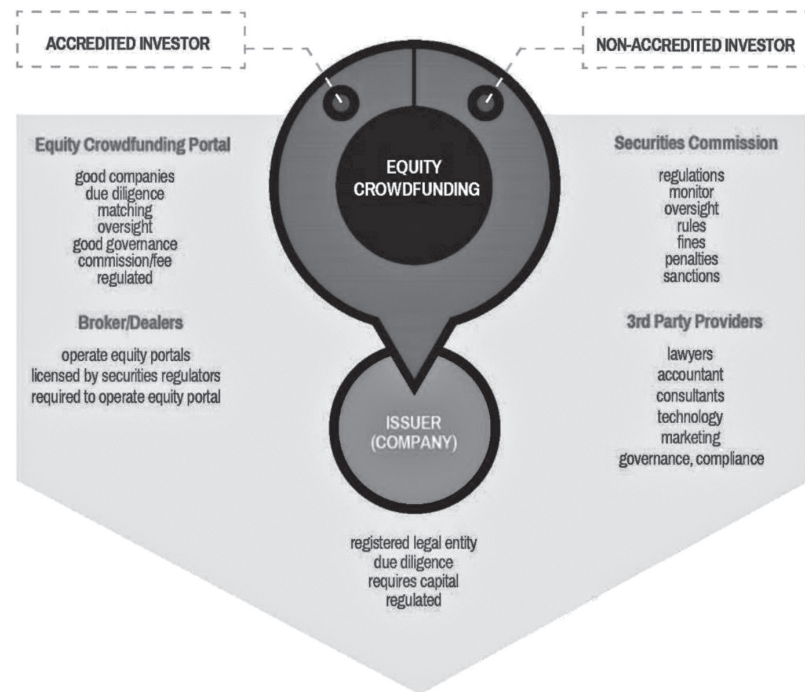 ACCREDITED INVESTOR
NON-ACCREDITED INVESTOR
Equity Crowdfunding Portal
good companies
due diligence
matching
oversight
good governance
commission/fee
regulated
Broker/Dealers
operate equity portals
licensed by securities regulators
required to operate equity portal
EQUITY
CROWDFUNDING
ISSUER
(COMPANY)
registered legal entity
due diligence
requires capital
regulated
Securities Commission
regulations
monitor
oversight
rules
fines
penalties
sanctions
3rd Party Providers
lawyers
accountant
consultants
technology
marketing
governance, compliance